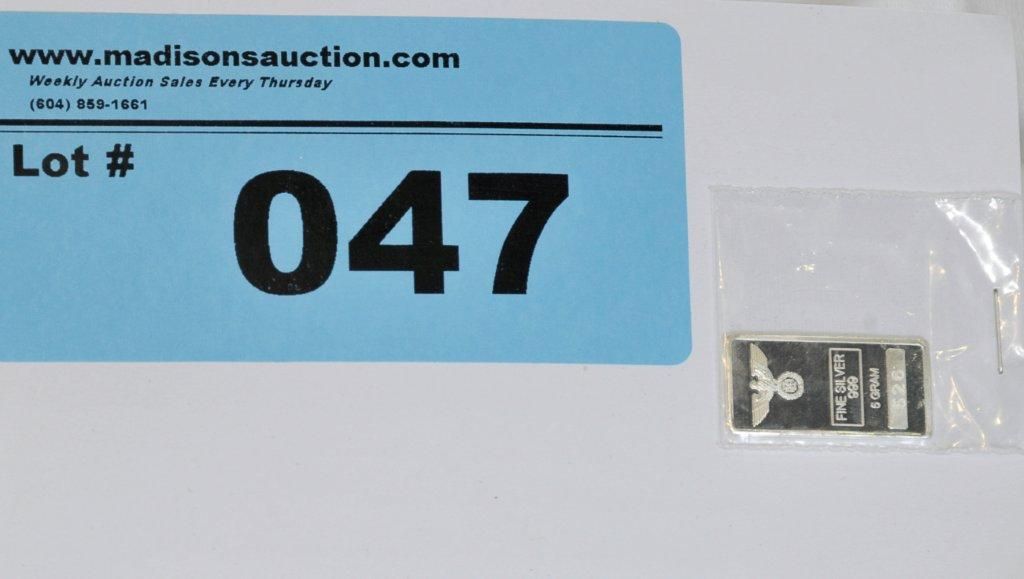 www.madisonsauction.com
Weekly Auction Sales Every Thursday
(604) 859-1661
Lot #
047
FINE SILVER
999
5 GRAM